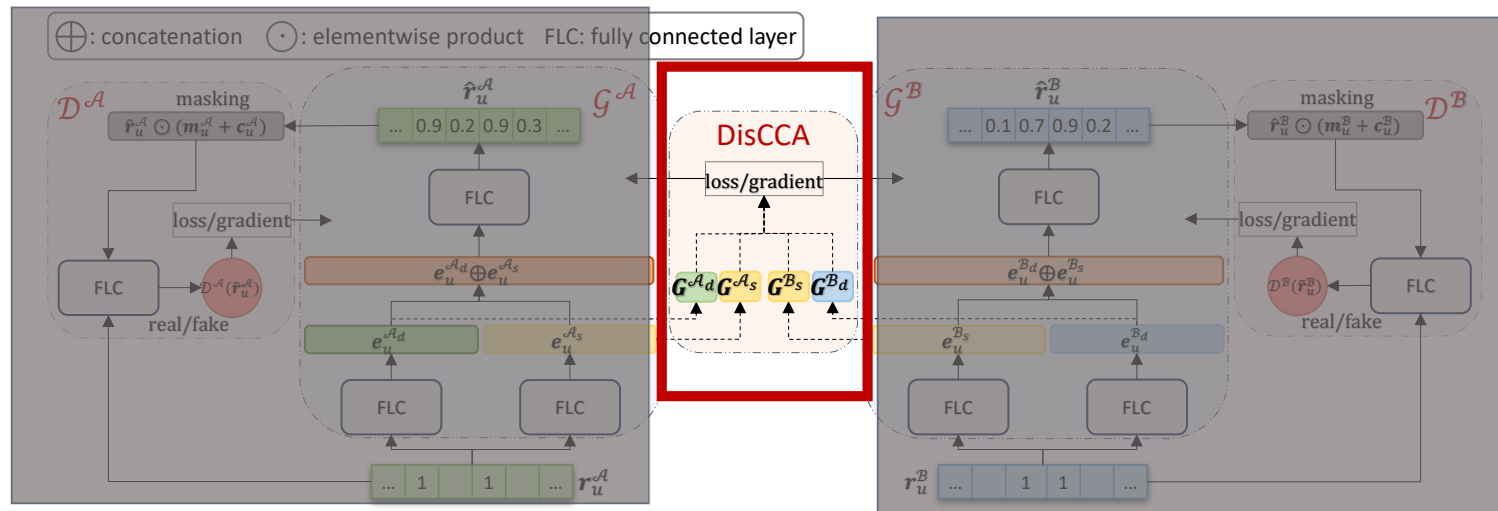 ⊕: concatenation ⊙: elementwise product FLC: fully connected layer
𝒟^𝒜
masking
r̂_u^𝒜 ⊙ (m_u^𝒜 + c_u^𝒜)
loss/gradient
FLC
𝒟^𝒜(r̃_u^𝒜)
real/fake
r̂_u^𝒜
𝒢^𝒜
... 0.9 0.2 0.9 0.3 ...
FLC
e_u^{𝒜_d} ⊕ e_u^{𝒜_s}
e_u^{𝒜_d} e_u^{𝒜_s}
FLC FLC
... 1 1 ... r_u^𝒜
DisCCA
loss/gradient
G^{𝒜_d} G^{𝒜_s} G^{ℬ_s} G^{ℬ_d}
𝒢^ℬ
r̂_u^ℬ
... 0.1 0.7 0.9 0.2 ...
FLC
e_u^{ℬ_d} ⊕ e_u^{ℬ_s}
e_u^{ℬ_s} e_u^{ℬ_d}
FLC FLC
r_u^ℬ ... 1 1 ...
masking
𝒟^ℬ
r̂_u^ℬ ⊙ (m_u^ℬ + c_u^ℬ)
loss/gradient
𝒟^ℬ(r̃_u^ℬ)
FLC
real/fake